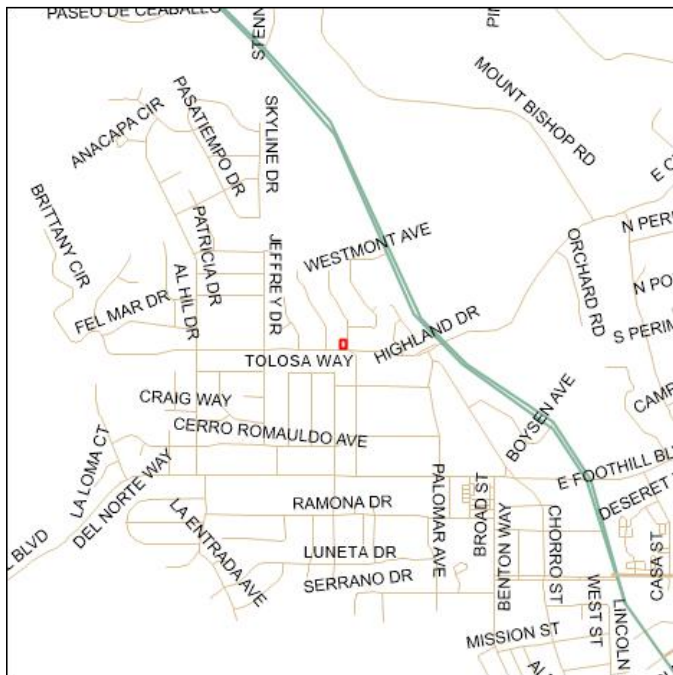 PASEO DE CEABALLO
STENN
PI
MOUNT BISHOP RD
SKYLINE DR
PASATIEMPO DR
ANACAPA CIR
E C
BRITTANY CIR
PATRICIA DR
JEFFREY DR
WESTMONT AVE
N PERI
ORCHARD RD
AL HIL DR
N PO
FEL MAR DR
HIGHLAND DR
S PERIM
TOLOSA WAY
CRAIG WAY
BOYSEN AVE
CAMP
CERRO ROMAULDO AVE
LA LOMA CT
DEL NORTE WAY
E FOOTHILL BL
PALOMAR AVE
BROAD ST
DESERET
RAMONA DR
LA ENTRADA AVE
BENTON WAY
CHORRO ST
L BLVD
LUNETA DR
CASA ST
SERRANO DR
WEST ST
LINCOLN
MISSION ST